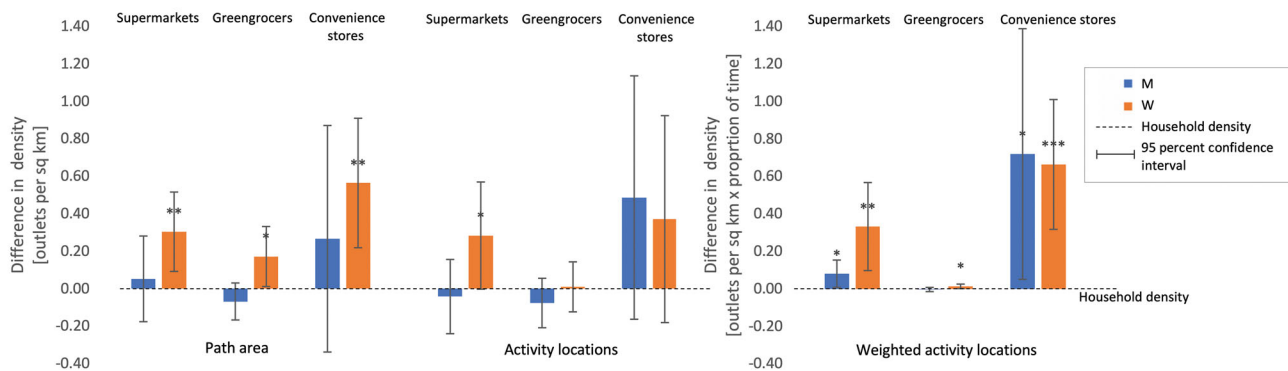 Supermarkets Greengrocers Convenience
stores
Supermarkets Greengrocers Convenience
stores
Difference in density
[outlets per sq km]
1.40
1.20
1.00
0.80
0.60
0.40
0.20
0.00
-0.20
-0.40
** * ** *
Path area
Activity locations
Supermarkets Greengrocers Convenience stores
Difference in density
[outlets per sq km x proprtion of time]
1.40
1.20
1.00
0.80
0.60
0.40
0.20
0.00
-0.20
-0.40
* ** * * ***
Household density
Weighted activity locations
M
W
Household density
95 percent confidence
interval